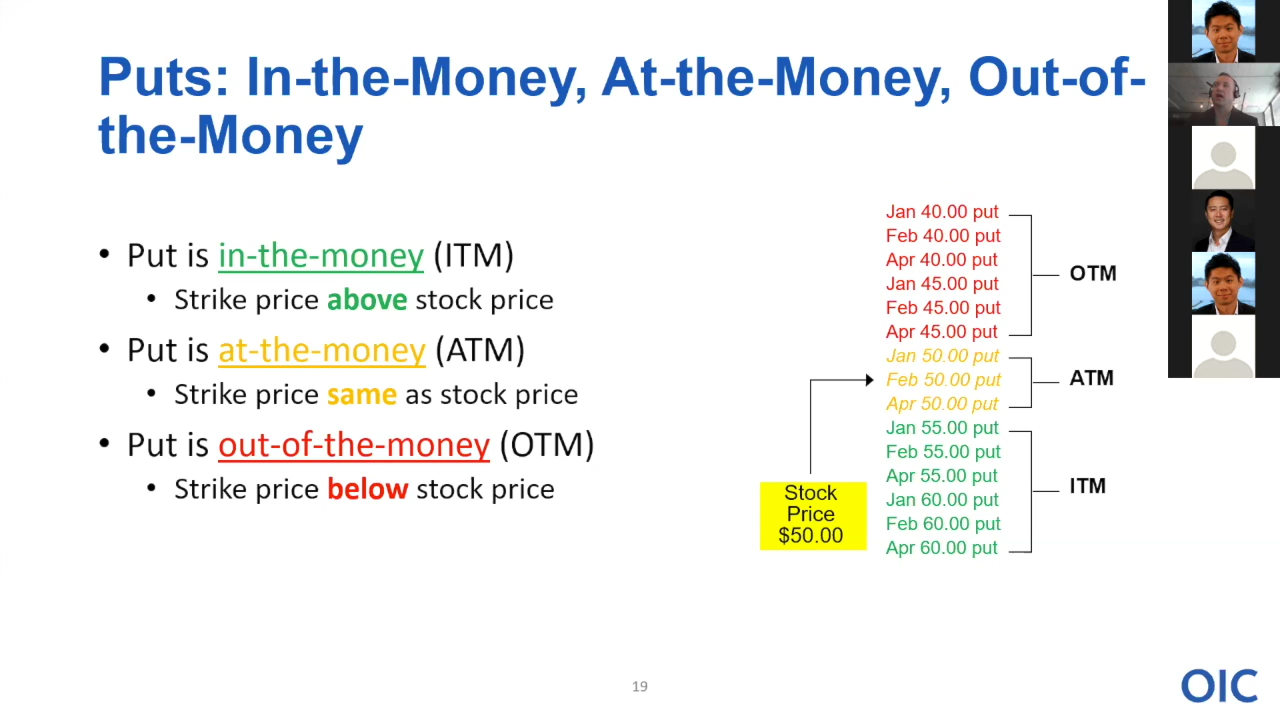 Puts: In-the-Money, At-the-Money, Out-of-
the-Money
• Put is in-the-money (ITM)
• Strike price above stock price
• Put is at-the-money (ATM)
• Strike price same as stock price
• Put is out-of-the-money (OTM)
• Strike price below stock price
Jan 40.00 put
Feb 40.00 put
Apr 40.00 put
Jan 45.00 put
Feb 45.00 put
Apr 45.00 put
OTM
Jan 50.00 put
Feb 50.00 put
Apr 50.00 put
ATM
Jan 55.00 put
Feb 55.00 put
Apr 55.00 put
Jan 60.00 put
Feb 60.00 put
Apr 60.00 put
ITM
Stock
Price
$50.00
19
OIC